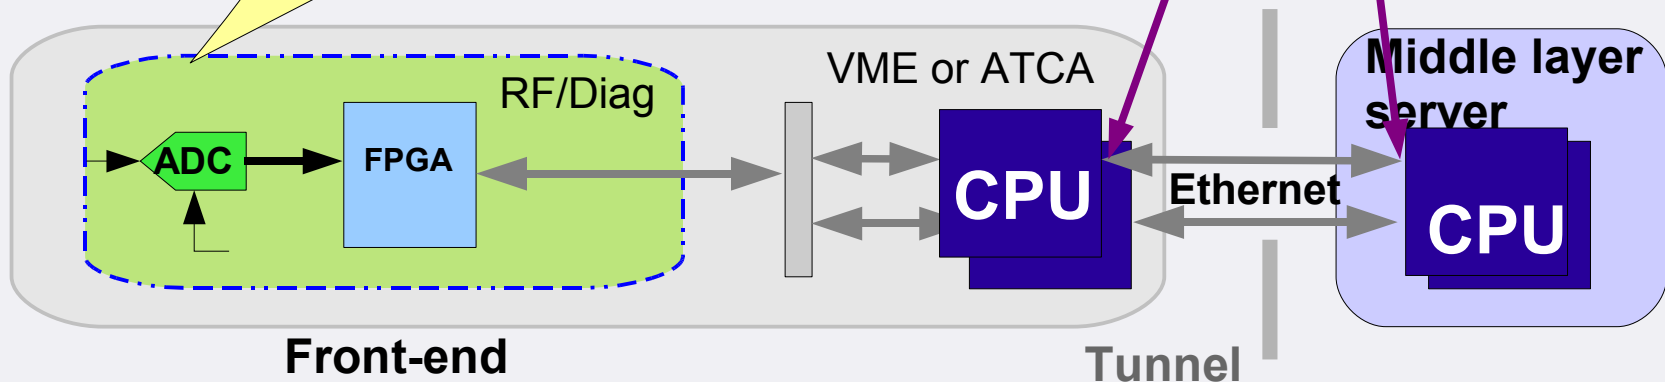 RF/Diag
VME or ATCA
Middle layer
server
ADC
FPGA
CPU
Ethernet
CPU
Front-end
Tunnel